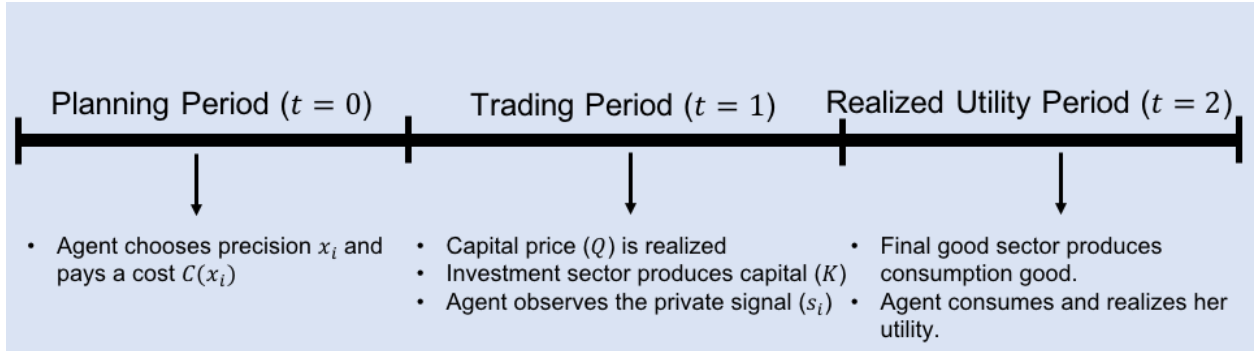 Planning Period (t = 0)
Trading Period (t = 1)
Realized Utility Period (t = 2)
• Agent chooses precision x_i and
pays a cost C(x_i)
• Capital price (Q) is realized
• Investment sector produces capital (K)
• Agent observes the private signal (s_i)
• Final good sector produces
consumption good.
• Agent consumes and realizes her
utility.